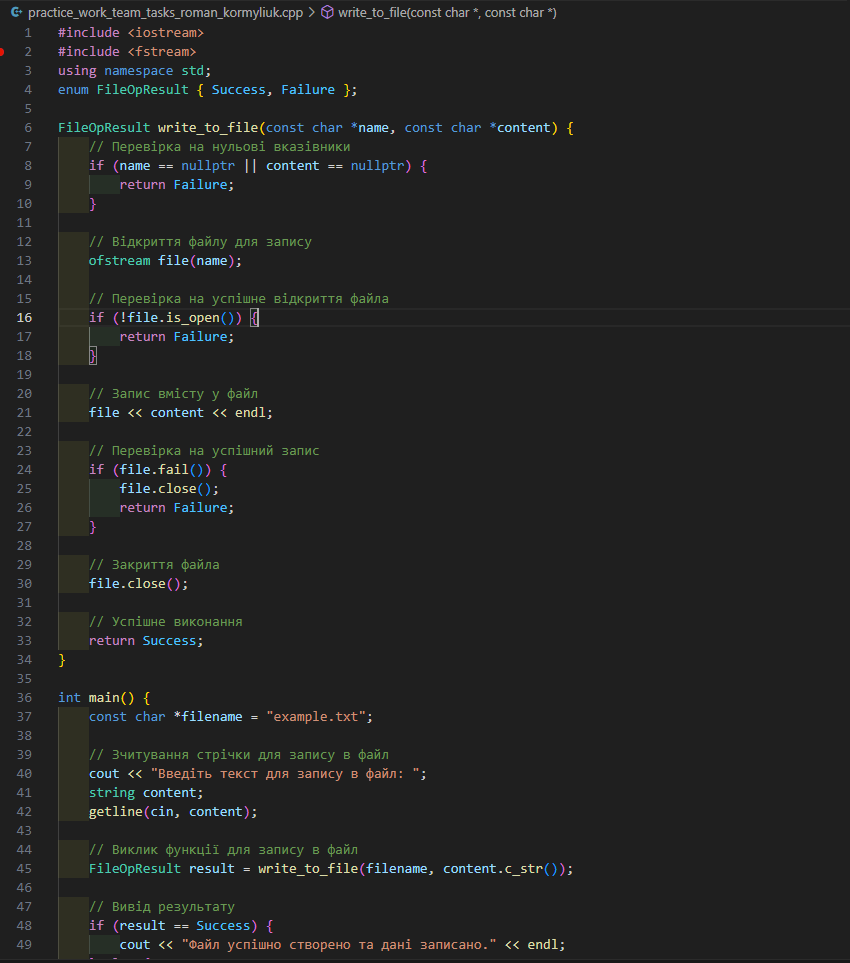 practice_work_team_tasks_roman_kormyliuk.cpp > write_to_file(const char *, const char *)
1 #include <iostream>
2 #include <fstream>
3 using namespace std;
4 enum FileOpResult { Success, Failure };
5
6 FileOpResult write_to_file(const char *name, const char *content) {
7 // Перевірка на нульові вказівники
8 if (name == nullptr || content == nullptr) {
9 return Failure;
10 }
11
12 // Відкриття файлу для запису
13 ofstream file(name);
14
15 // Перевірка на успішне відкриття файла
16 if (!file.is_open()) {
17 return Failure;
18 }
19
20 // Запис вмісту у файл
21 file << content << endl;
22
23 // Перевірка на успішний запис
24 if (file.fail()) {
25 file.close();
26 return Failure;
27 }
28
29 // Закриття файла
30 file.close();
31
32 // Успішне виконання
33 return Success;
34 }
35
36 int main() {
37 const char *filename = "example.txt";
38
39 // Зчитування стрічки для запису в файл
40 cout << "Введіть текст для запису в файл: ";
41 string content;
42 getline(cin, content);
43
44 // Виклик функції для запису в файл
45 FileOpResult result = write_to_file(filename, content.c_str());
46
47 // Вивід результату
48 if (result == Success) {
49 cout << "Файл успішно створено та дані записано." << endl;